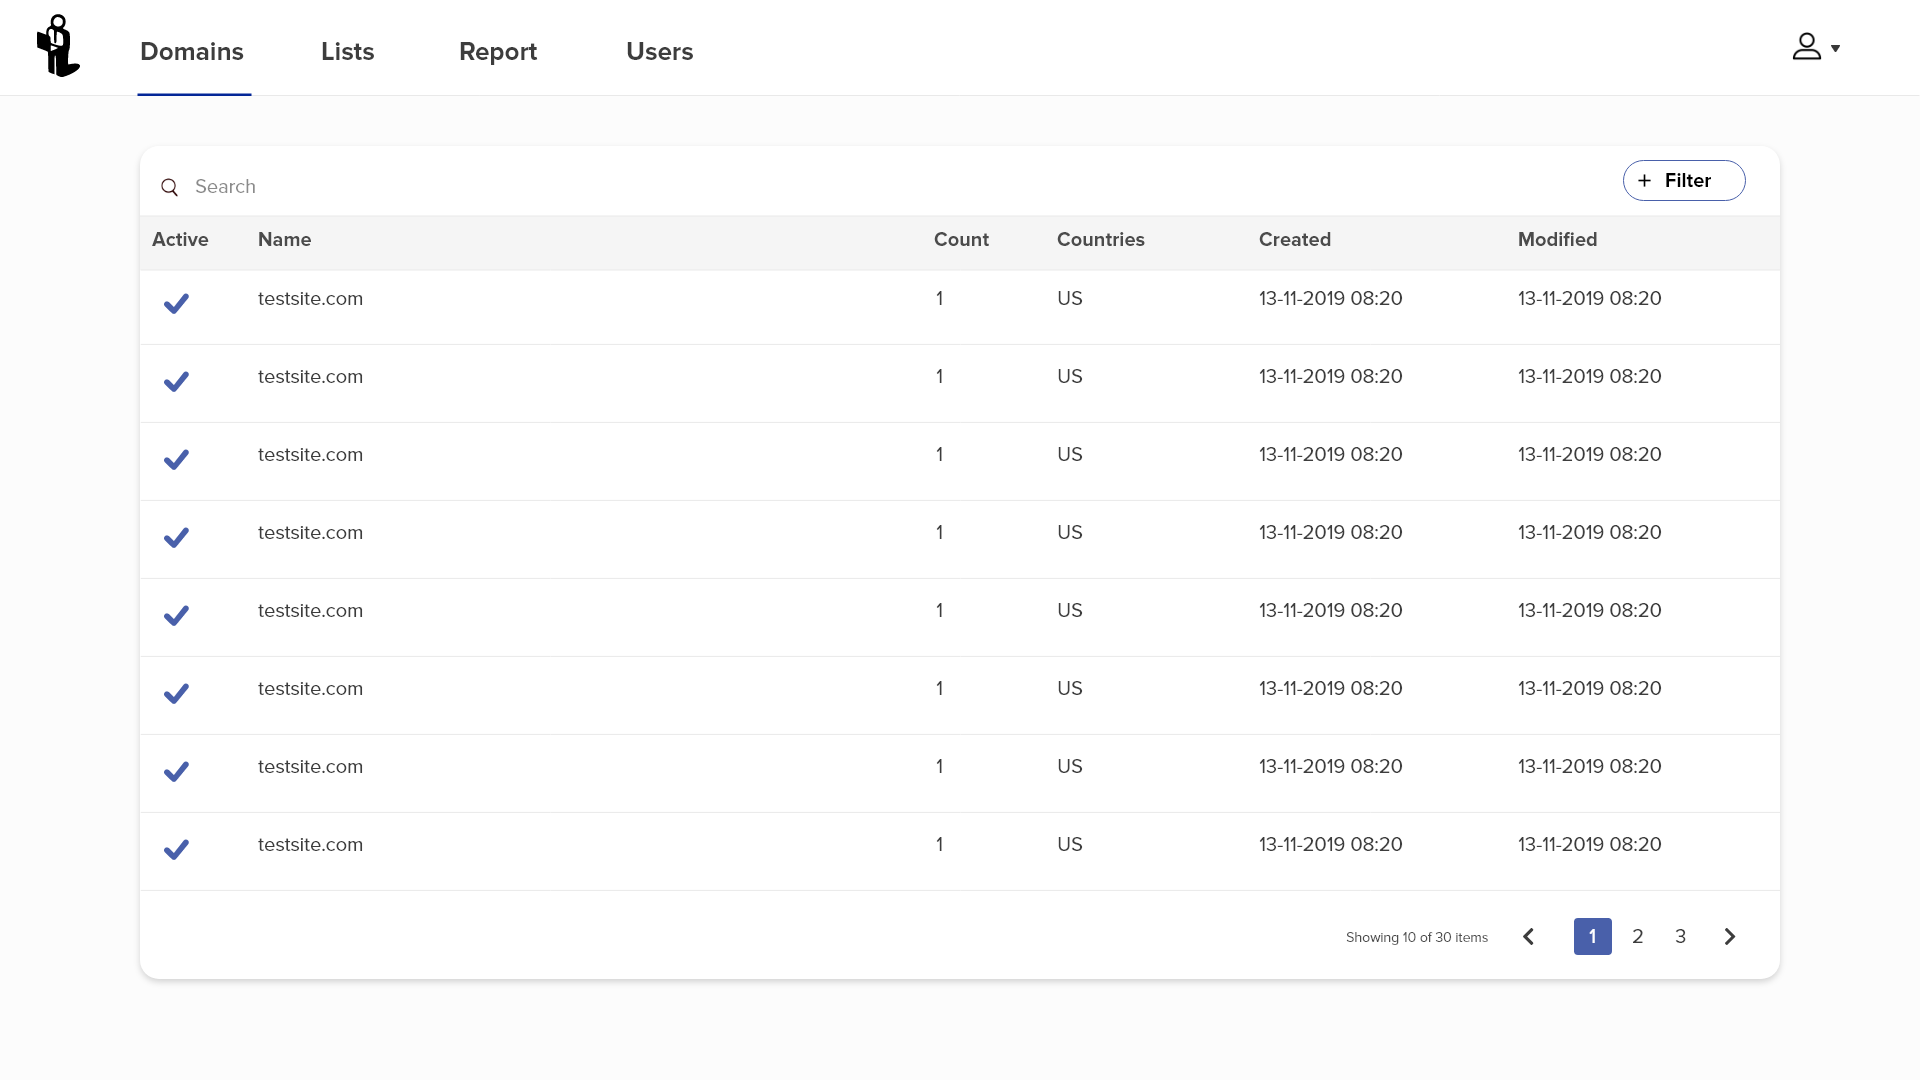 Domains Lists Report Users
Search
+ Filter
Active Name Count Countries Created Modified
testsite.com 1 US 13-11-2019 08:20 13-11-2019 08:20
testsite.com 1 US 13-11-2019 08:20 13-11-2019 08:20
testsite.com 1 US 13-11-2019 08:20 13-11-2019 08:20
testsite.com 1 US 13-11-2019 08:20 13-11-2019 08:20
testsite.com 1 US 13-11-2019 08:20 13-11-2019 08:20
testsite.com 1 US 13-11-2019 08:20 13-11-2019 08:20
testsite.com 1 US 13-11-2019 08:20 13-11-2019 08:20
testsite.com 1 US 13-11-2019 08:20 13-11-2019 08:20
Showing 10 of 30 items 1 2 3